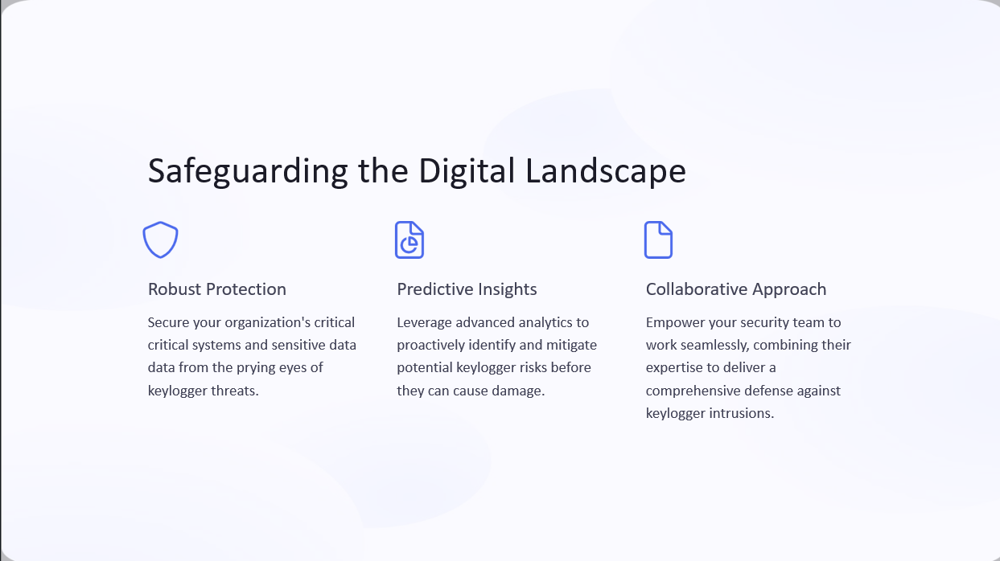 Safeguarding the Digital Landscape
Robust Protection
Secure your organization's critical
critical systems and sensitive data
data from the prying eyes of
keylogger threats.
Predictive Insights
Leverage advanced analytics to
proactively identify and mitigate
potential keylogger risks before
they can cause damage.
Collaborative Approach
Empower your security team to
work seamlessly, combining their
expertise to deliver a
comprehensive defense against
keylogger intrusions.